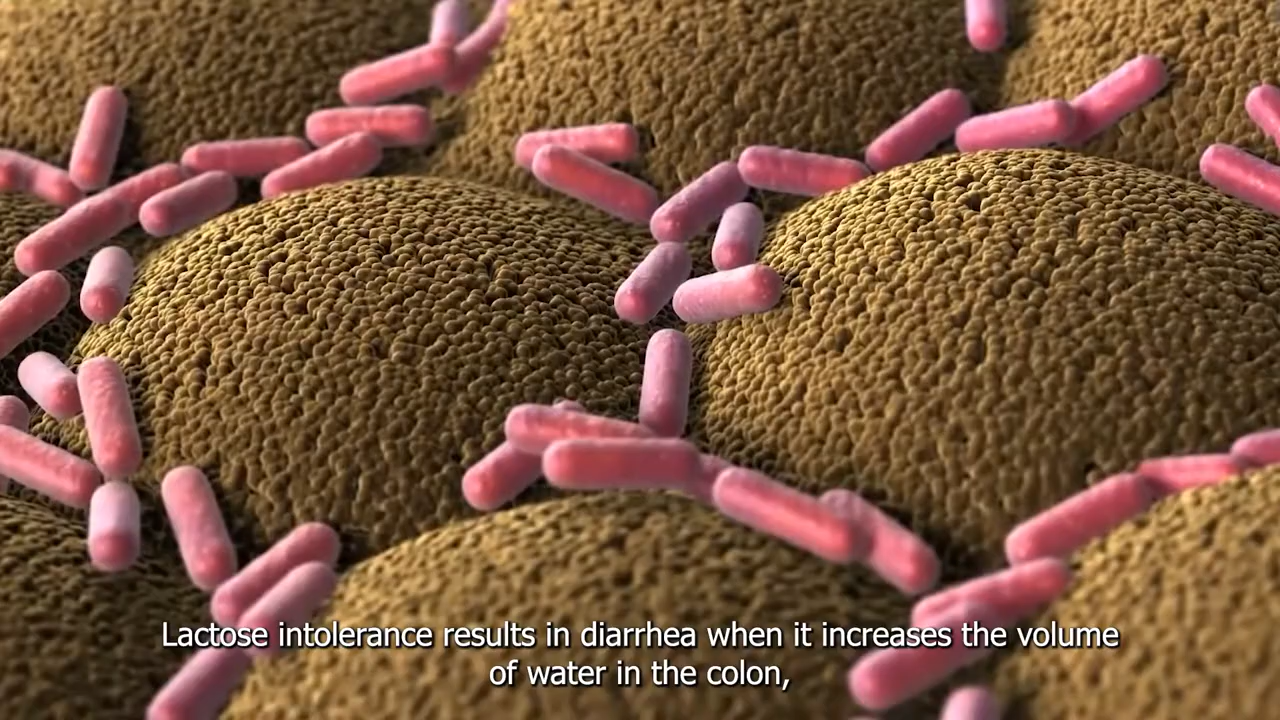 Lactose intolerance results in diarrhea when it increases the volume
of water in the colon,